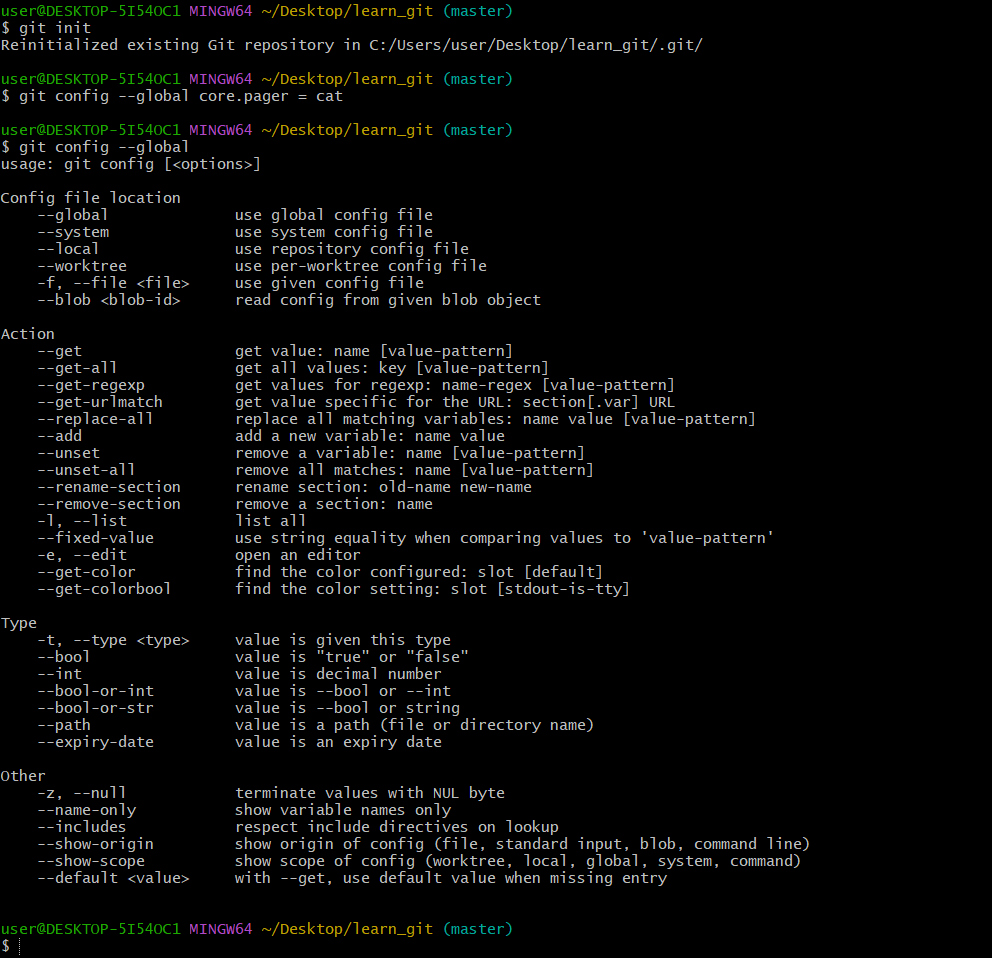 user@DESKTOP-5I54OC1 MINGW64 ~/Desktop/learn_git (master)
$ git init
Reinitialized existing Git repository in C:/Users/user/Desktop/learn_git/.git/
user@DESKTOP-5I54OC1 MINGW64 ~/Desktop/learn_git (master)
$ git config --global core.pager = cat
user@DESKTOP-5I54OC1 MINGW64 ~/Desktop/learn_git (master)
$ git config --global
usage: git config [<options>]
Config file location
    --global              use global config file
    --system              use system config file
    --local               use repository config file
    --worktree            use per-worktree config file
    -f, --file <file>     use given config file
    --blob <blob-id>      read config from given blob object
Action
    --get                 get value: name [value-pattern]
    --get-all             get all values: key [value-pattern]
    --get-regexp          get values for regexp: name-regex [value-pattern]
    --get-urlmatch        get value specific for the URL: section[.var] URL
    --replace-all         replace all matching variables: name value [value-pattern]
    --add                 add a new variable: name value
    --unset               remove a variable: name [value-pattern]
    --unset-all           remove all matches: name [value-pattern]
    --rename-section      rename section: old-name new-name
    --remove-section      remove a section: name
    -l, --list            list all
    --fixed-value         use string equality when comparing values to 'value-pattern'
    -e, --edit            open an editor
    --get-color           find the color configured: slot [default]
    --get-colorbool       find the color setting: slot [stdout-is-tty]
Type
    -t, --type <type>     value is given this type
    --bool                value is "true" or "false"
    --int                 value is decimal number
    --bool-or-int         value is --bool or --int
    --bool-or-str         value is --bool or string
    --path                value is a path (file or directory name)
    --expiry-date         value is an expiry date
Other
    -z, --null            terminate values with NUL byte
    --name-only           show variable names only
    --includes            respect include directives on lookup
    --show-origin         show origin of config (file, standard input, blob, command line)
    --show-scope          show scope of config (worktree, local, global, system, command)
    --default <value>     with --get, use default value when missing entry
user@DESKTOP-5I54OC1 MINGW64 ~/Desktop/learn_git (master)
$